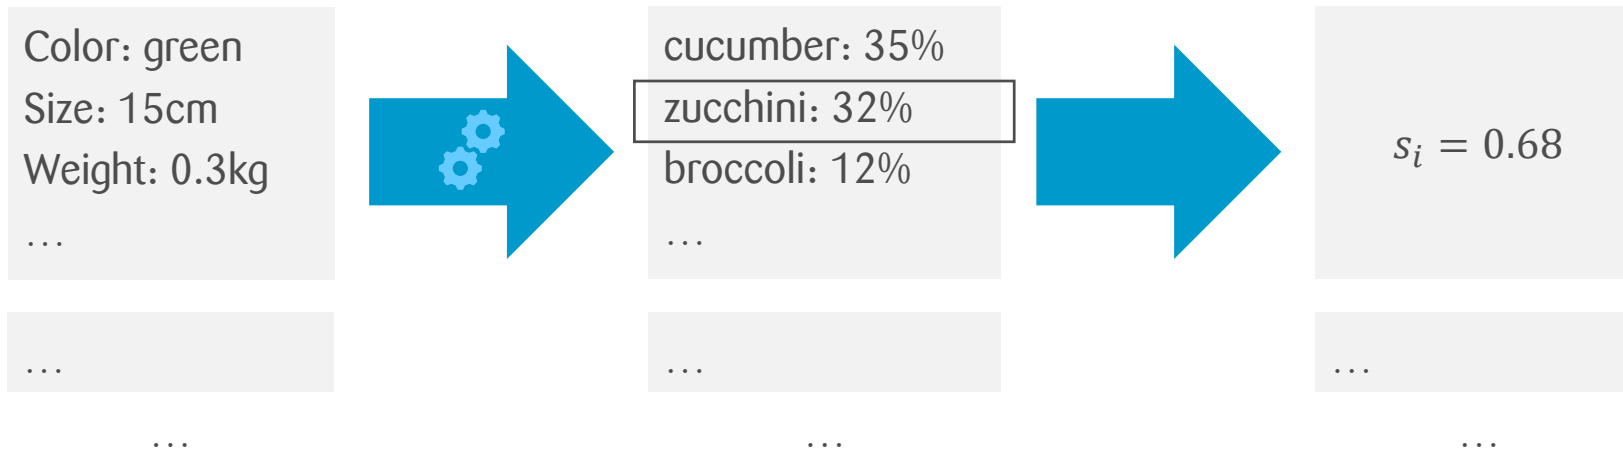 Color: green
Size: 15cm
Weight: 0.3kg
…
cucumber: 35%
zucchini: 32%
broccoli: 12%
…
s_i = 0.68
…
…
…
…
…
…